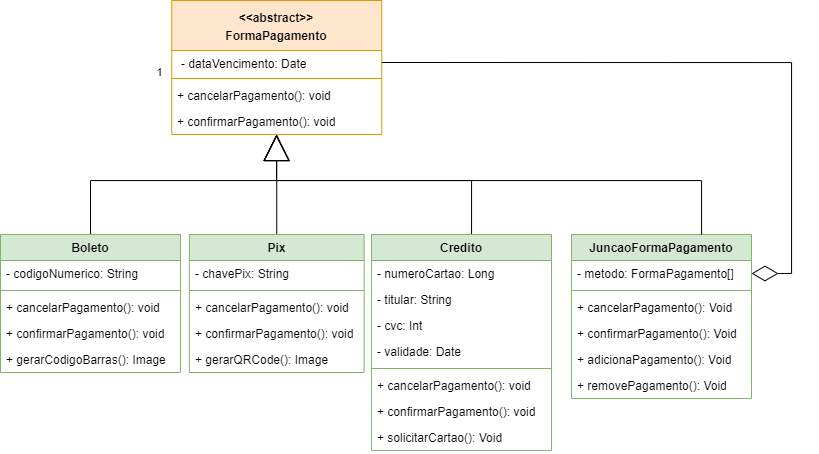 <<abstract>>
FormaPagamento
- dataVencimento: Date
1
+ cancelarPagamento(): void
+ confirmarPagamento(): void
Boleto
- codigoNumerico: String
+ cancelarPagamento(): void
+ confirmarPagamento(): void
+ gerarCodigoBarras(): Image
Pix
- chavePix: String
+ cancelarPagamento(): void
+ confirmarPagamento(): void
+ gerarQRCode(): Image
Credito
- numeroCartao: Long
- titular: String
- cvc: Int
- validade: Date
+ cancelarPagamento(): void
+ confirmarPagamento(): void
+ solicitarCartao(): Void
JuncaoFormaPagamento
- metodo: FormaPagamento[]
+ cancelarPagamento(): Void
+ confirmarPagamento(): Void
+ adicionaPagamento(): Void
+ removePagamento(): Void